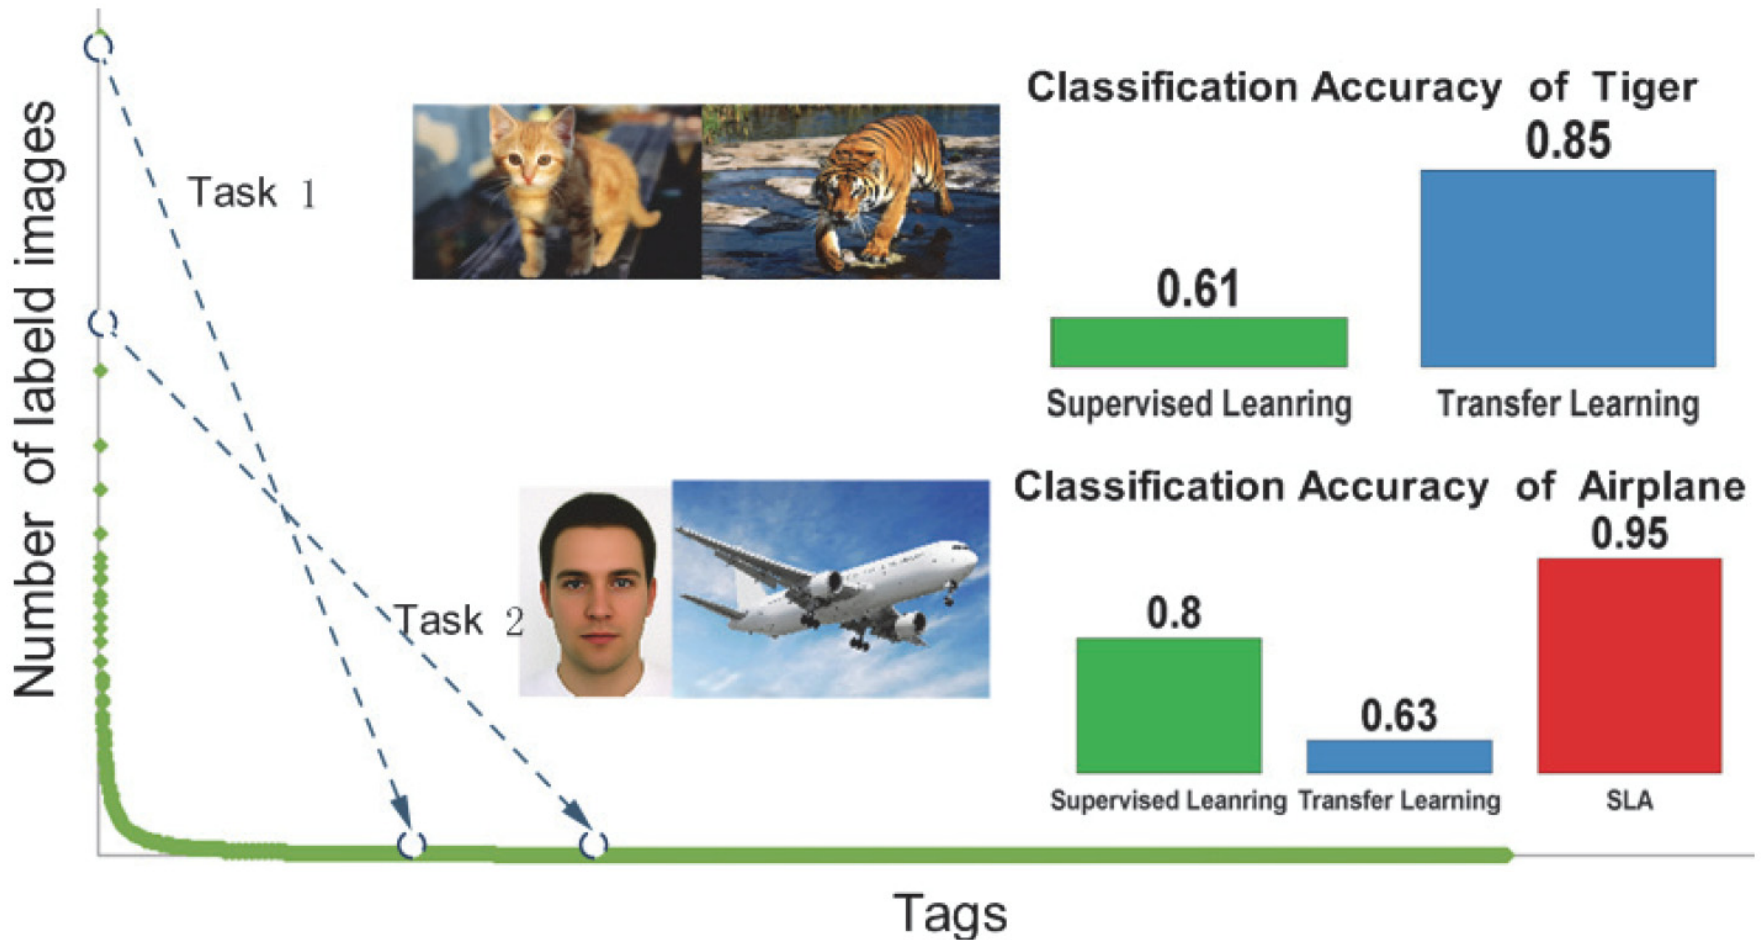 Number of labeld images
Task 1
Classification Accuracy of Tiger
0.85
0.61
Supervised Leanring
Transfer Learning
Task 2
Classification Accuracy of Airplane
0.95
0.8
0.63
Supervised Leanring
Transfer Learning
SLA
Tags